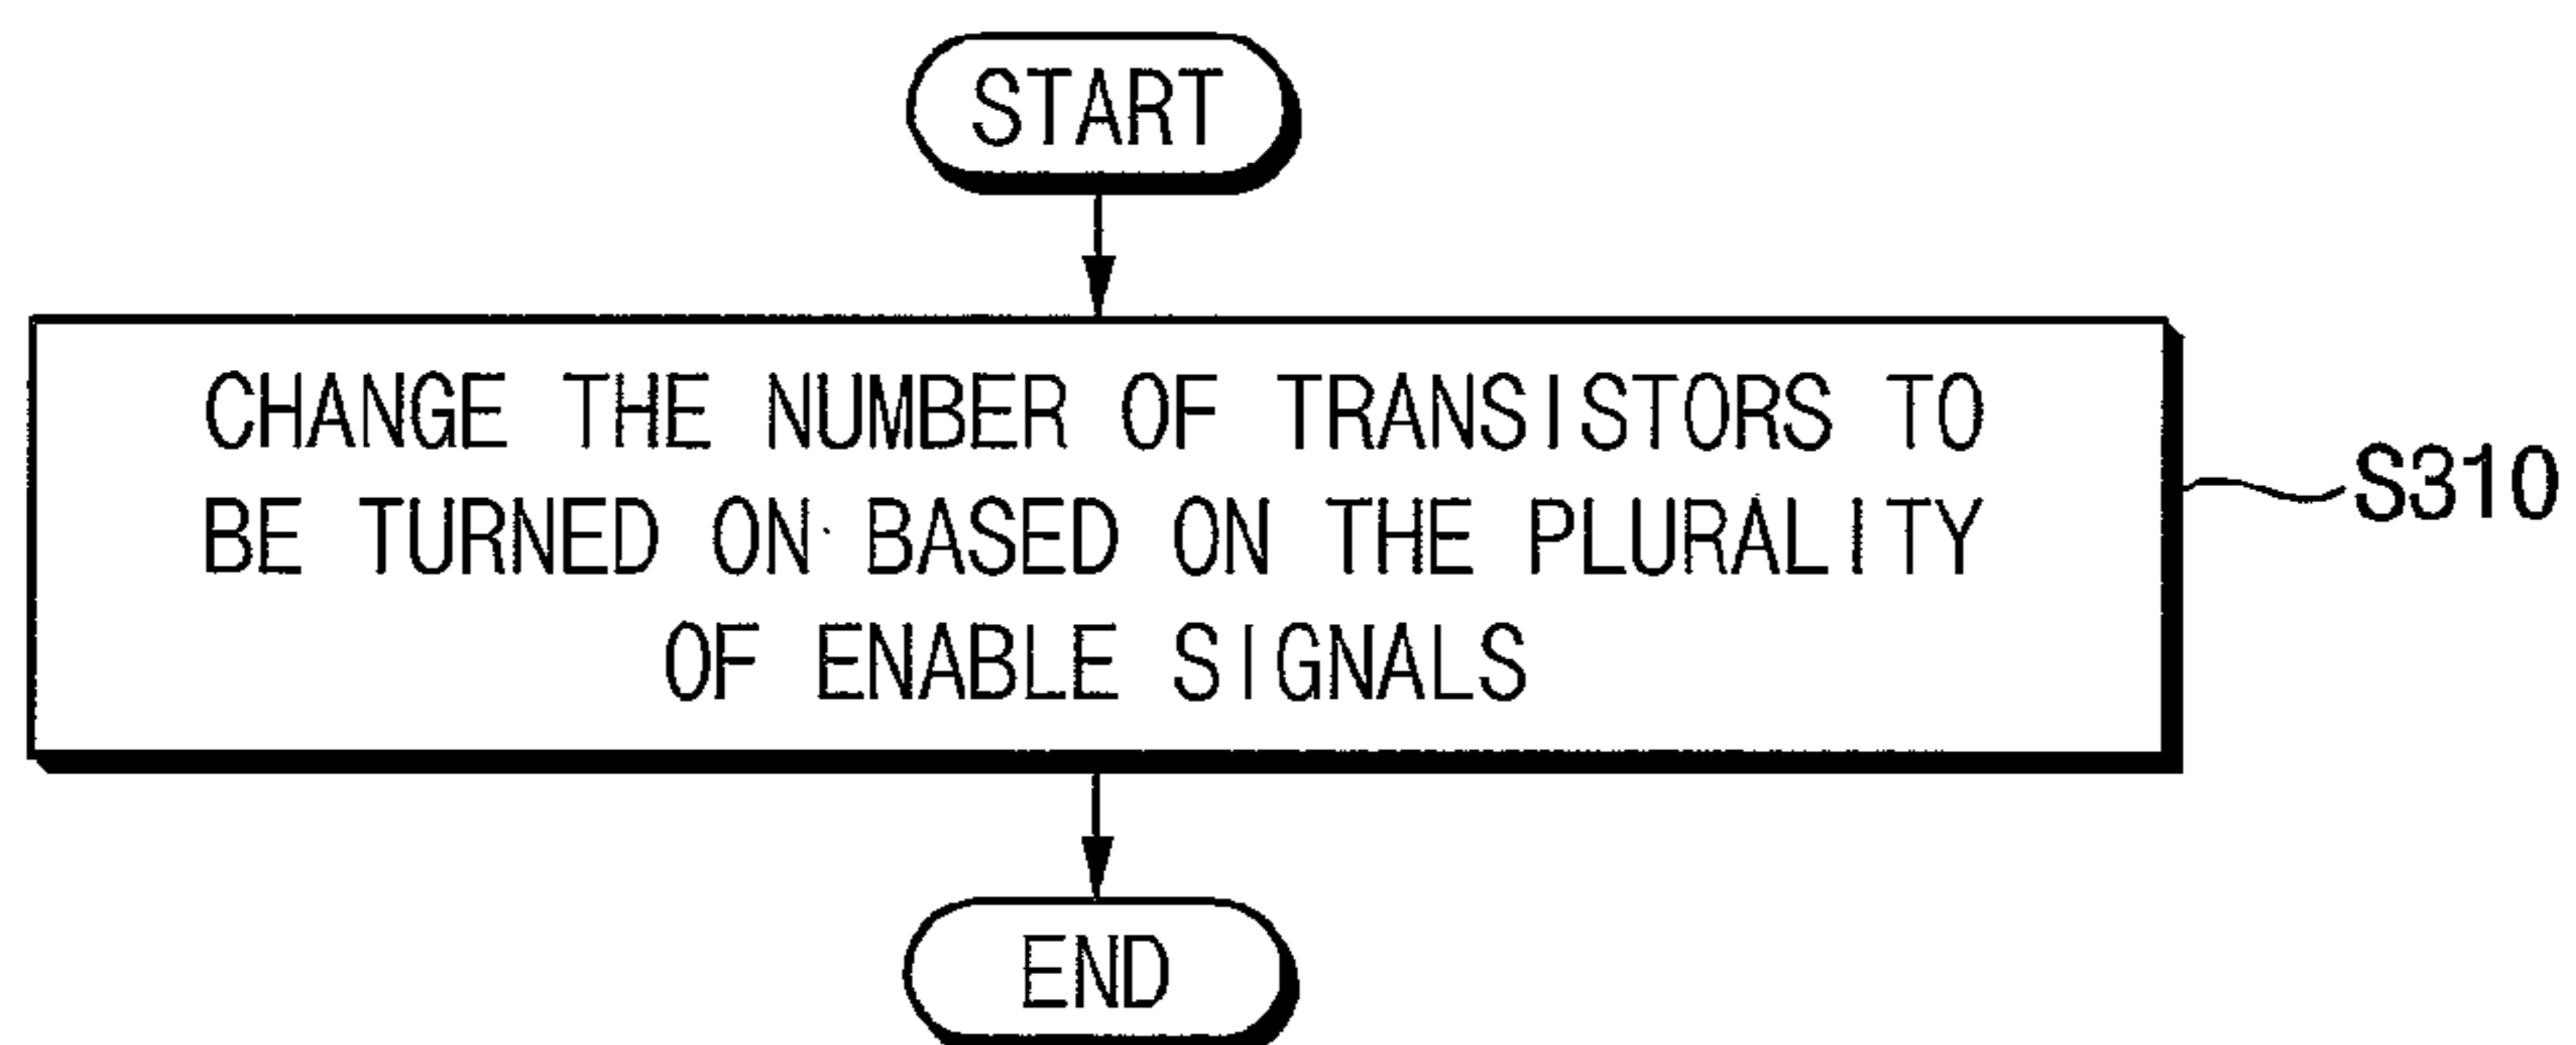 START
CHANGE THE NUMBER OF TRANSISTORS TO
BE TURNED ON BASED ON THE PLURALITY
OF ENABLE SIGNALS
S310
END